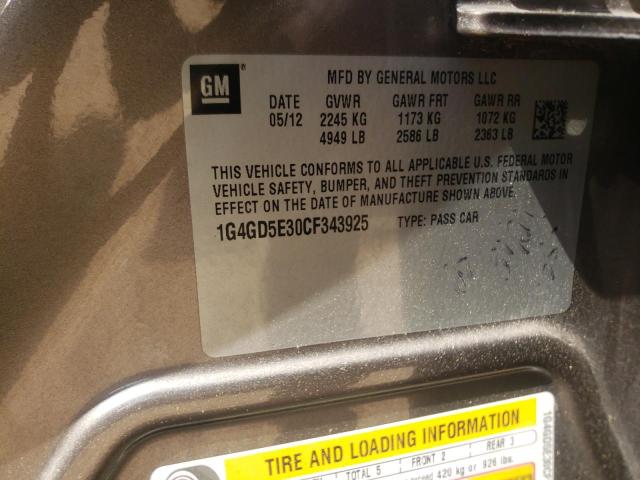 GM ® MFD BY GENERAL MOTORS LLC
DATE GVWR GAWR FRT GAWR RR
05/12 2245 KG 1173 KG 1072 KG
4949 LB 2586 LB 2363 LB
THIS VEHICLE CONFORMS TO ALL APPLICABLE U.S. FEDERAL MOTOR
VEHICLE SAFETY, BUMPER, AND THEFT PREVENTION STANDARDS IN
EFFECT ON THE DATE OF MANUFACTURE SHOWN ABOVE.
1G4GD5E30CF343925 TYPE: PASS CAR
TIRE AND LOADING INFORMATION
TOTAL 5 FRONT 2 REAR 3
exceed 420 kg or 926 lbs.